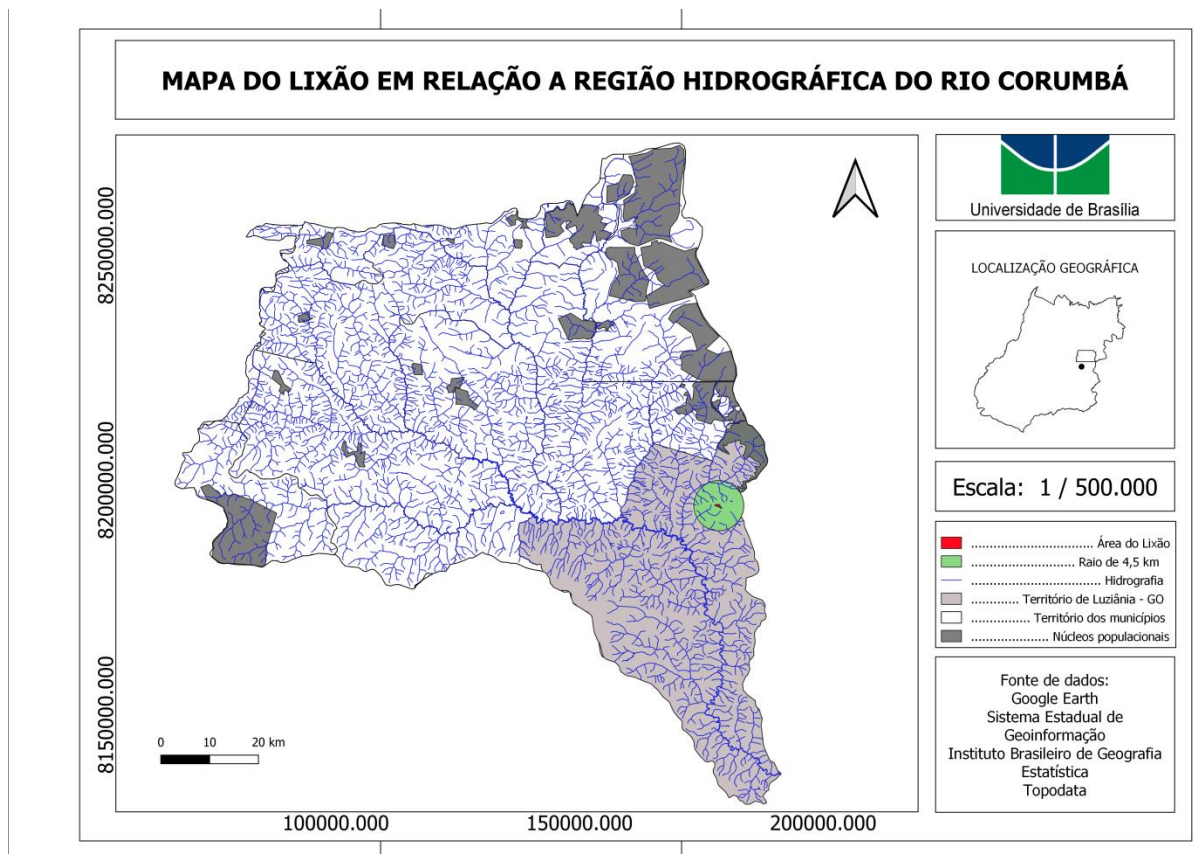 MAPA DO LIXÃO EM RELAÇÃO A REGIÃO HIDROGRÁFICA DO RIO CORUMBÁ
Universidade de Brasília
LOCALIZAÇÃO GEOGRÁFICA
Escala: 1 / 500.000
................................ Área do Lixão
........................... Raio de 4,5 km
................................... Hidrografia
............ Território de Luziânia - GO
............... Território dos municípios
...................... Núcleos populacionais
Fonte de dados:
Google Earth
Sistema Estadual de
Geoinformação
Instituto Brasileiro de Geografia
Estatística
Topodata
8250000.000
8200000.000
8150000.000
0 10 20 km
100000.000 150000.000 200000.000